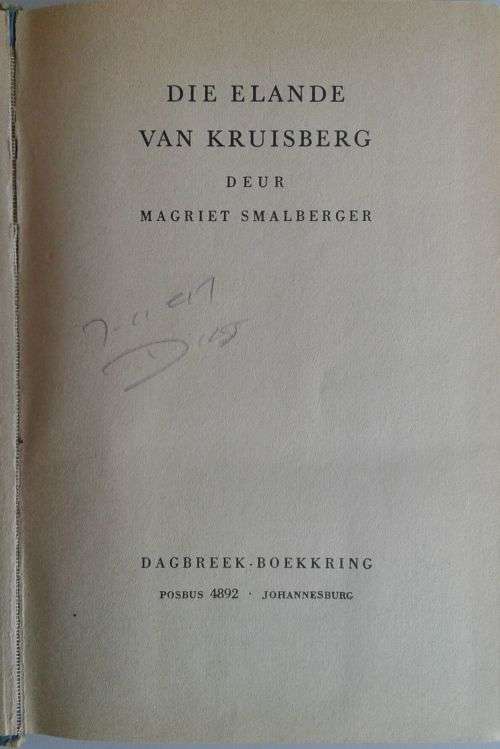 DIE ELANDE
VAN KRUISBERG
DEUR
MAGRIET SMALBERGER
DAGBREEK-BOEKKRING
POSBUS 4892 · JOHANNESBURG